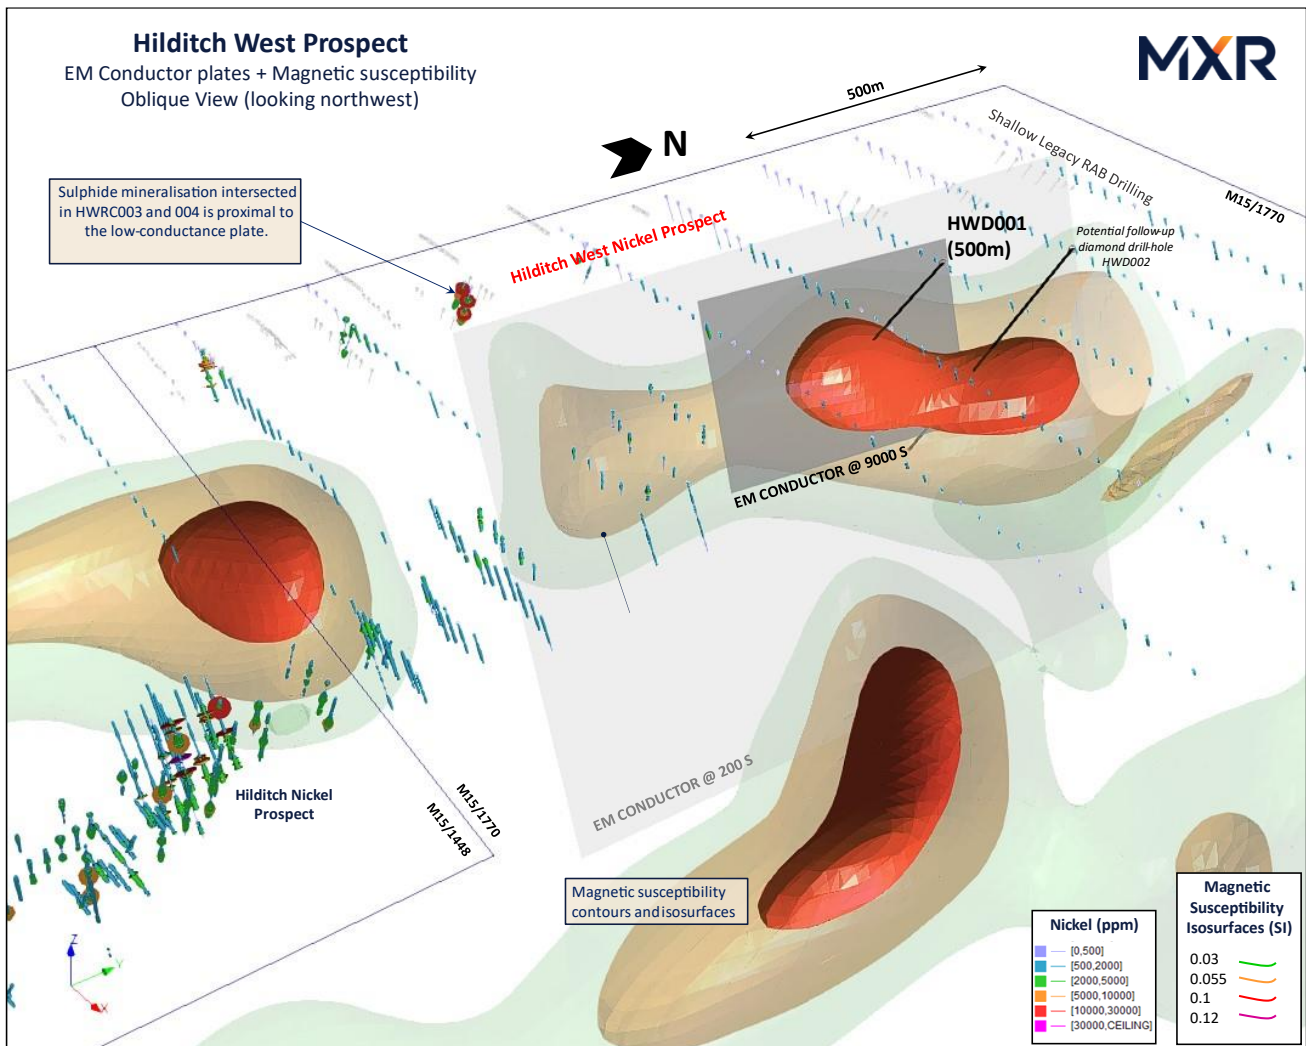 Hilditch West Prospect
EM Conductor plates + Magnetic susceptibility
Oblique View (looking northwest)
MXR
500m
N
Shallow Legacy RAB Drilling
M15/1770
Sulphide mineralisation intersected
in HWRC003 and 004 is proximal to
the low-conductance plate.
Hilditch West Nickel Prospect
HWD001
(500m)
Potential follow-up
diamond drill-hole
HWD002
EM CONDUCTOR @ 9000 S
EM CONDUCTOR @ 200 S
Hilditch Nickel
Prospect
M15/1770
M15/1448
Magnetic susceptibility
contours and isosurfaces
Z
Y
X
Nickel (ppm)
[0,500]
[500,2000]
[2000,5000]
[5000,10000]
[10000,30000]
[30000,CEILING]
Magnetic
Susceptibility
Isosurfaces (SI)
0.03
0.055
0.1
0.12